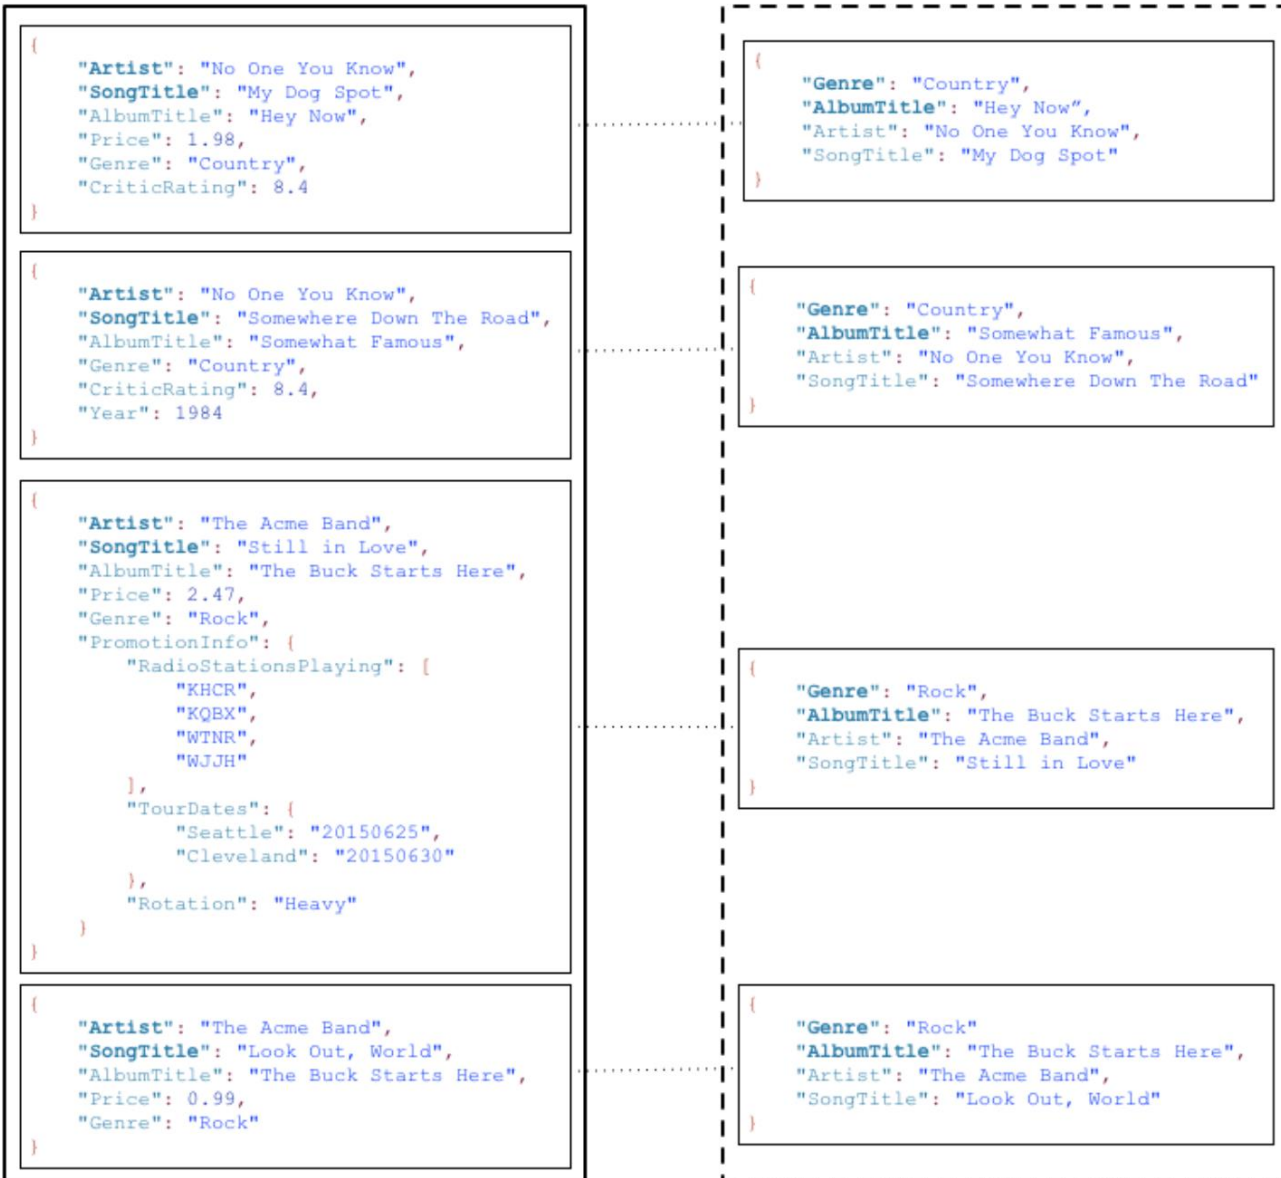 {
"Artist": "No One You Know",
"SongTitle": "My Dog Spot",
"AlbumTitle": "Hey Now",
"Price": 1.98,
"Genre": "Country",
"CriticRating": 8.4
}
{
"Genre": "Country",
"AlbumTitle": "Hey Now”,
"Artist": "No One You Know",
"SongTitle": "My Dog Spot"
}
{
"Artist": "No One You Know",
"SongTitle": "Somewhere Down The Road",
"AlbumTitle": "Somewhat Famous",
"Genre": "Country",
"CriticRating": 8.4,
"Year": 1984
}
{
"Genre": "Country",
"AlbumTitle": "Somewhat Famous",
"Artist": "No One You Know",
"SongTitle": "Somewhere Down The Road"
}
{
"Artist": "The Acme Band",
"SongTitle": "Still in Love",
"AlbumTitle": "The Buck Starts Here",
"Price": 2.47,
"Genre": "Rock",
"PromotionInfo": {
"RadioStationsPlaying": [
"KHCR",
"KQBX",
"WTNR",
"WJJH"
],
"TourDates": {
"Seattle": "20150625",
"Cleveland": "20150630"
},
"Rotation": "Heavy"
}
}
{
"Genre": "Rock",
"AlbumTitle": "The Buck Starts Here",
"Artist": "The Acme Band",
"SongTitle": "Still in Love"
}
{
"Artist": "The Acme Band",
"SongTitle": "Look Out, World",
"AlbumTitle": "The Buck Starts Here",
"Price": 0.99,
"Genre": "Rock"
}
{
"Genre": "Rock"
"AlbumTitle": "The Buck Starts Here",
"Artist": "The Acme Band",
"SongTitle": "Look Out, World"
}